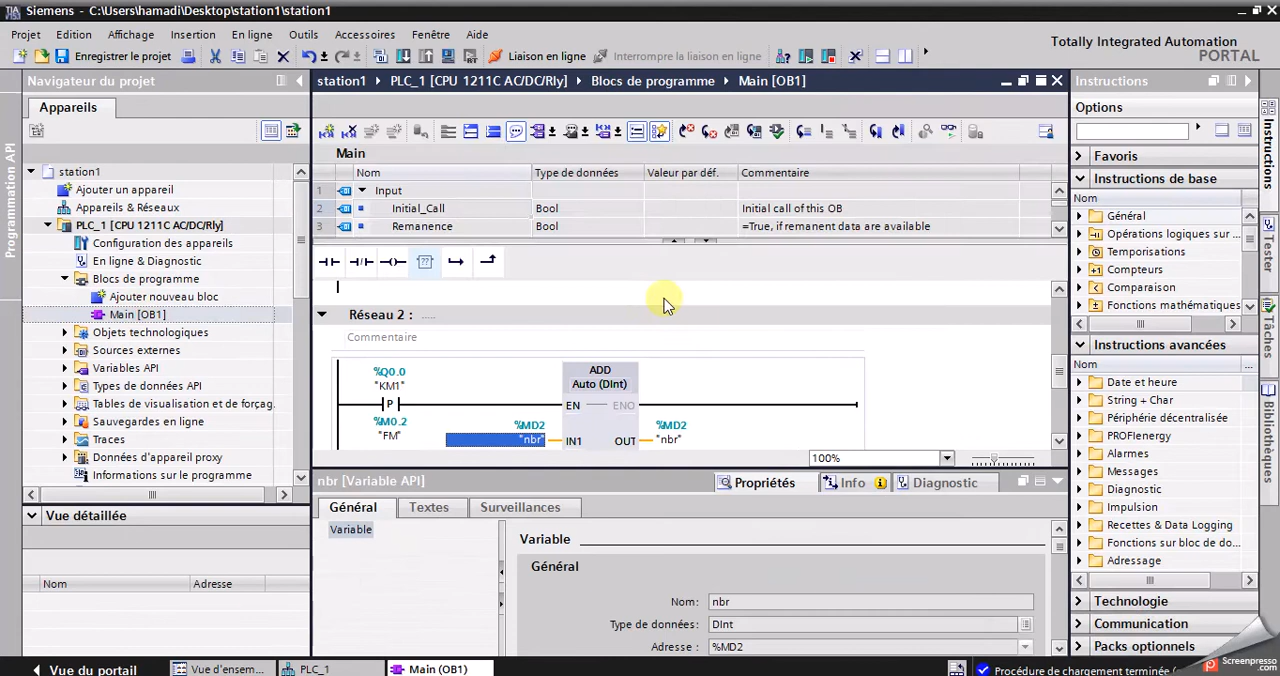 Siemens - C:\Users\hamadi\Desktop\station1\station1
Projet Edition Affichage Insertion En ligne Outils Accessoires Fenêtre Aide
Totally Integrated Automation
PORTAL
Enregistrer le projet
Liaison en ligne
Interrompre la liaison en ligne
Navigateur du projet
station1 PLC_1 [CPU 1211C AC/DC/Rly] Blocs de programme Main [OB1]
Instructions
Programmation API
Appareils
station1
Ajouter un appareil
Appareils & Réseaux
PLC_1 [CPU 1211C AC/DC/Rly]
Configuration des appareils
En ligne & Diagnostic
Blocs de programme
Ajouter nouveau bloc
Main [OB1]
Objets technologiques
Sources externes
Variables API
Types de données API
Tables de visualisation et de forçag.
Sauvegardes en ligne
Traces
Données d'appareil proxy
Informations sur le programme
Vue détaillée
Nom Adresse
Main
Nom Type de données Valeur par déf. Commentaire
1 Input
2 Initial_Call Bool Initial call of this OB
3 Remanence Bool =True, if remanent data are available
??
Réseau 2 : .....
Commentaire
%Q0.0
"KM1"
P
%M0.2
"FM"
ADD
Auto (DInt)
EN ENO
%MD2
"nbr" IN1
OUT
%MD2
"nbr"
100%
nbr [Variable API]
Propriétés Info Diagnostic
Général Textes Surveillances
Variable
Variable
Général
Nom: nbr
Type de données: DInt
Adresse : %MD2
Options
Favoris
Instructions de base
Nom
Général
Opérations logiques sur ...
Temporisations
Compteurs
Comparaison
Fonctions mathématiques
Instructions avancées
Nom ...
Date et heure
String + Char
Périphérie décentralisée
PROFIenergy
Alarmes
Messages
Diagnostic
Impulsion
Recettes & Data Logging
Fonctions sur bloc de do...
Adressage
Technologie
Communication
Packs optionnels
Instructions
Tester
Tâches
Bibliothèques
Vue du portail
Vue d'ensem...
PLC_1
Main (OB1)
Procédure de chargement terminée
Screenpresso
.com